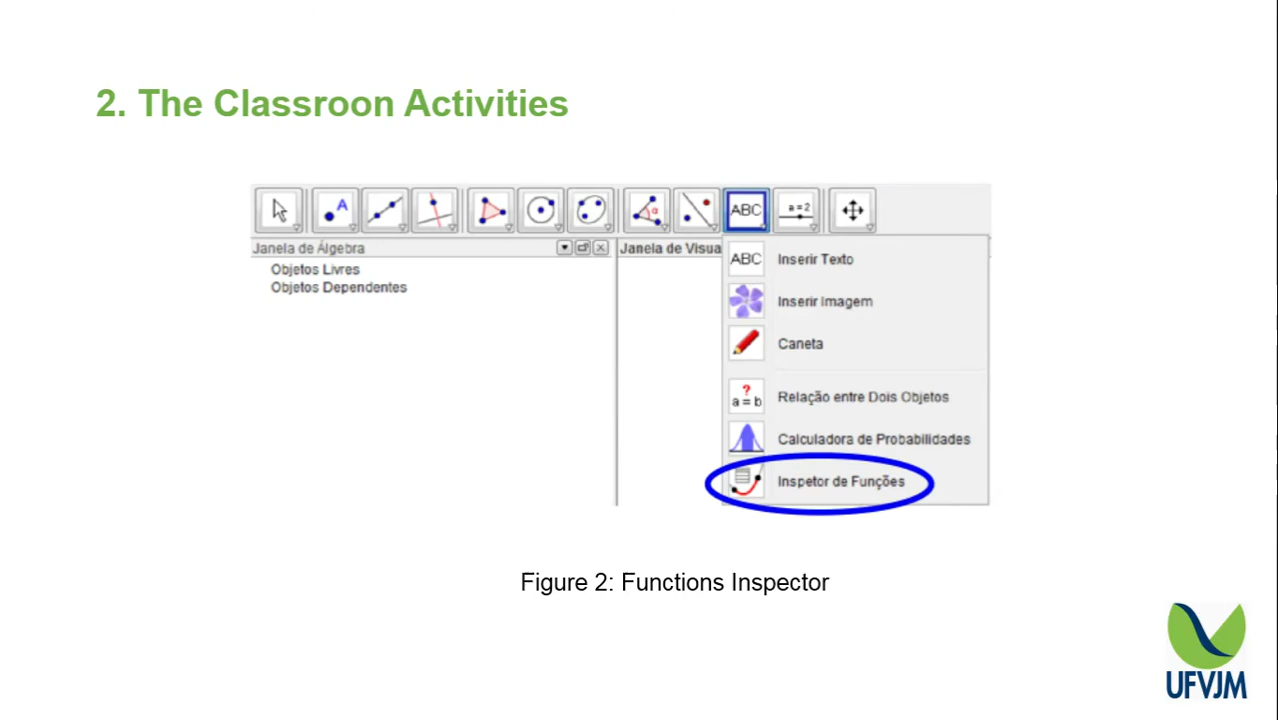 2. The Classroon Activities
A
α
ABC
a=2
Janela de Álgebra
Janela de Visua
Objetos Livres
Objetos Dependentes
ABC
Inserir Texto
Inserir Imagem
Caneta
?
a = b
Relação entre Dois Objetos
Calculadora de Probabilidades
Inspetor de Funções
Figure 2: Functions Inspector
UFVJM